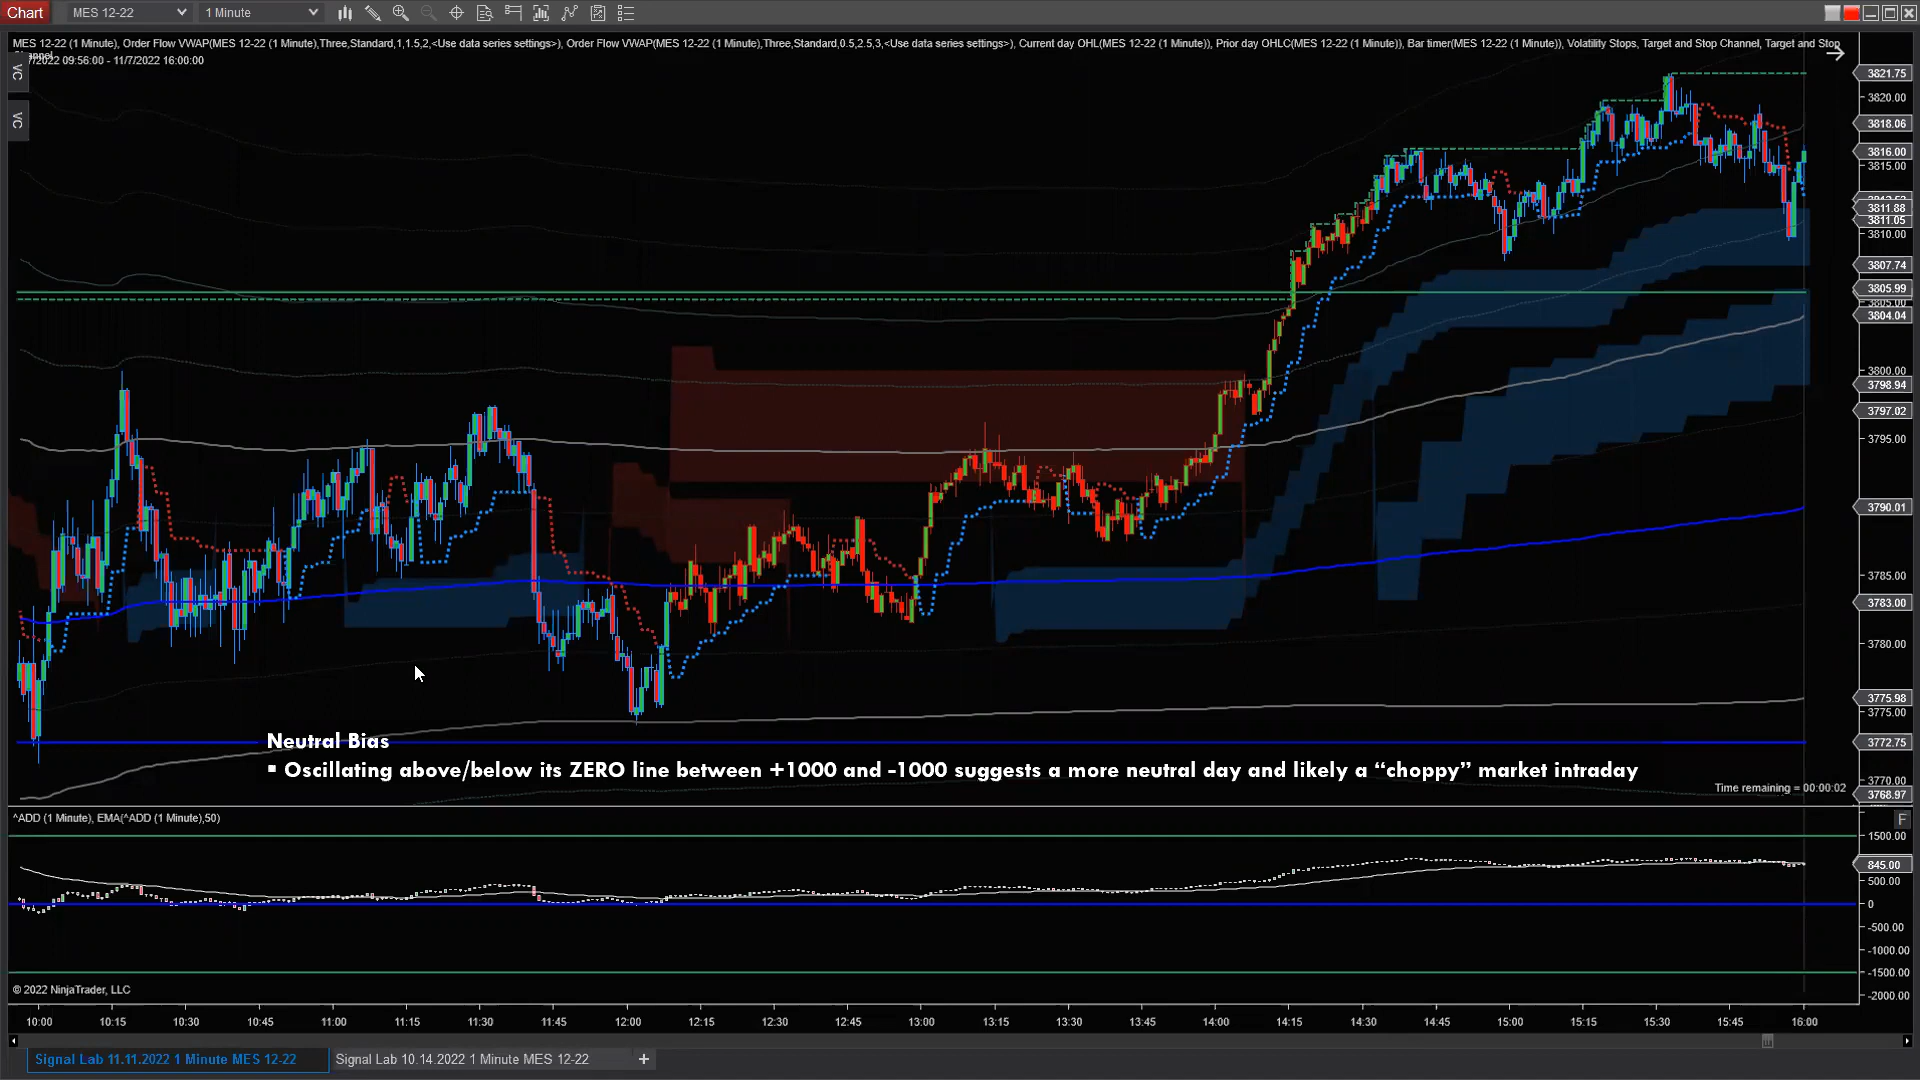 Chart MES 12-22 1 Minute
MES 12-22 (1 Minute), Order Flow VWAP(MES 12-22 (1 Minute),Three,Standard,1,1.5,2,<Use data series settings>), Order Flow VWAP(MES 12-22 (1 Minute),Three,Standard,0.5,2.5,3,<Use data series settings>), Current day OHL(MES 12-22 (1 Minute)), Prior day OHLC(MES 12-22 (1 Minute)), Bar timer(MES 12-22 (1 Minute)), Volatility Stops, Target and Stop Channel, Target and Stop
/2022 09:56:00 - 11/7/2022 16:00:00
VC
VC
3821.75
3820.00
3818.06
3816.00
3815.00
3811.88
3811.05
3810.00
3807.74
3805.99
3805.00
3804.04
3800.00
3798.94
3797.02
3795.00
3790.01
3785.00
3783.00
3780.00
3775.98
3775.00
3772.75
3770.00
3768.97
Neutral Bias
▪ Oscillating above/below its ZERO line between +1000 and -1000 suggests a more neutral day and likely a “choppy” market intraday
Time remaining = 00:00:02
^ADD (1 Minute), EMA(^ADD (1 Minute),50)
F
1500.00
845.00
500.00
0
-500.00
-1000.00
-1500.00
-2000.00
© 2022 NinjaTrader, LLC
10:00 10:15 10:30 10:45 11:00 11:15 11:30 11:45 12:00 12:15 12:30 12:45 13:00 13:15 13:30 13:45 14:00 14:15 14:30 14:45 15:00 15:15 15:30 15:45 16:00
Signal Lab 11.11.2022 1 Minute MES 12-22 Signal Lab 10.14.2022 1 Minute MES 12-22 +